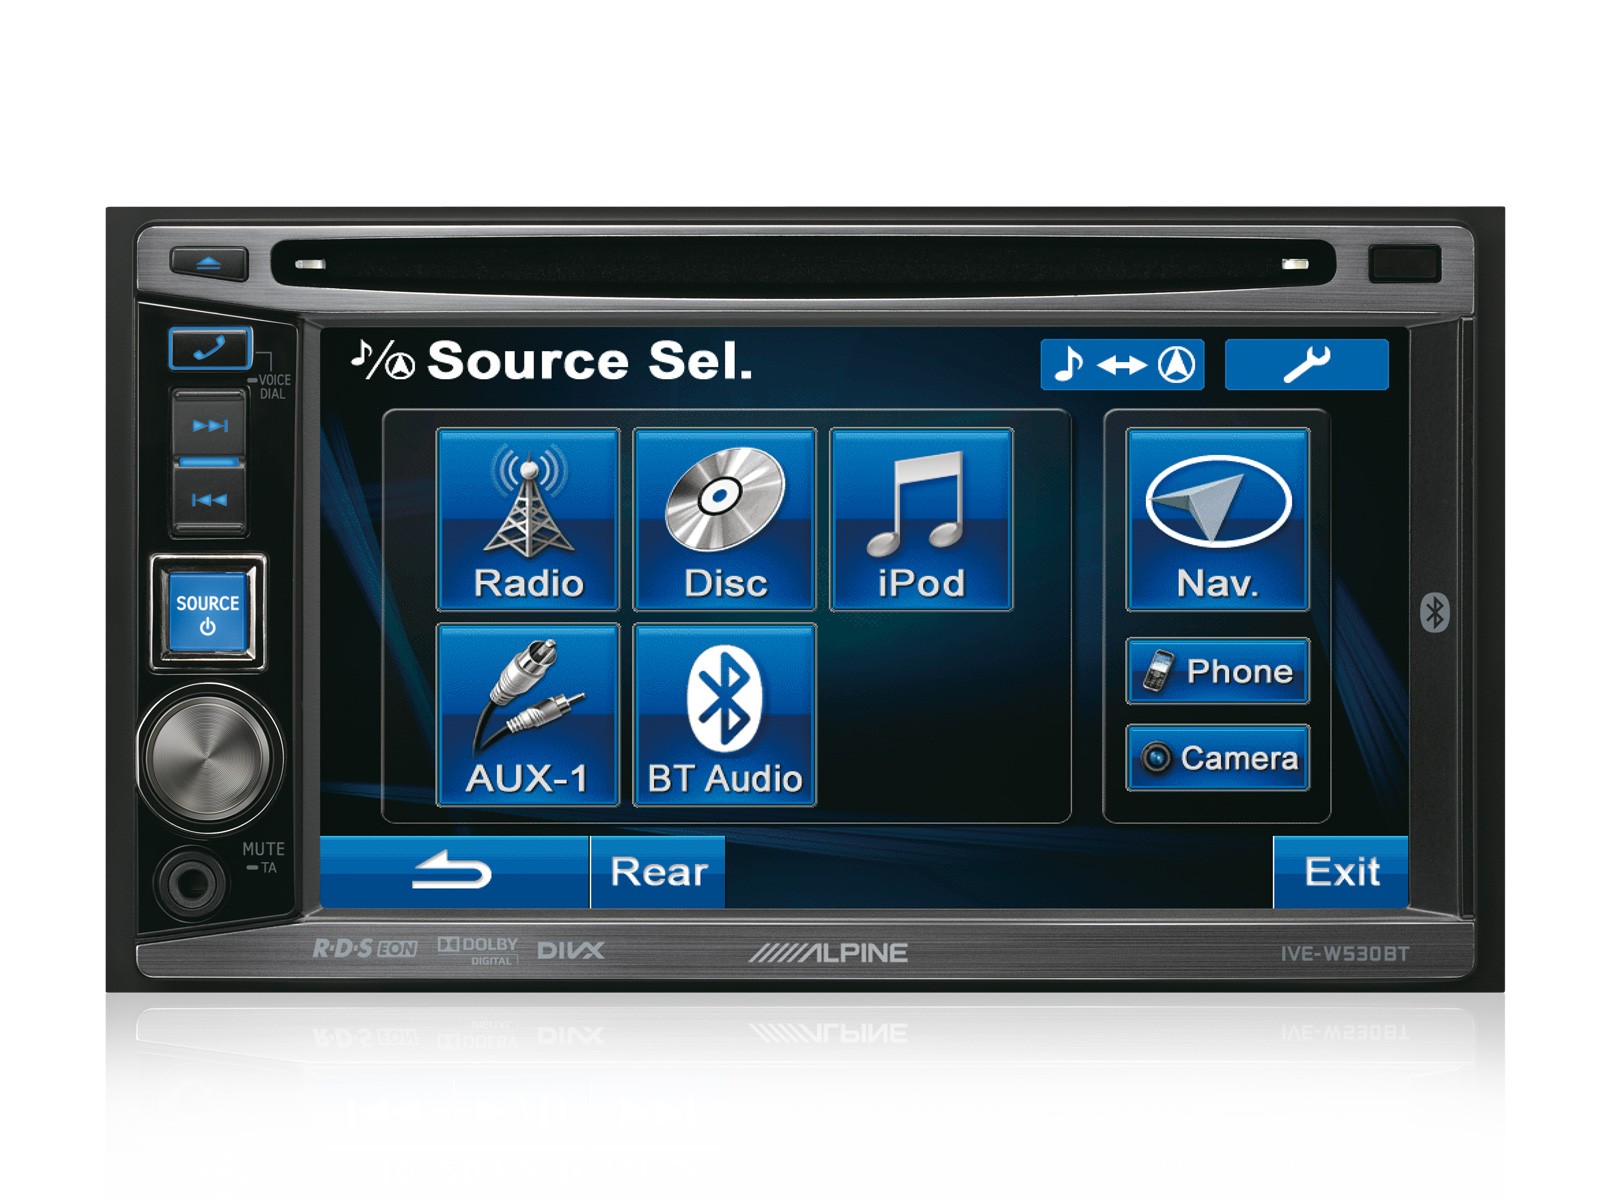 VOICE
DIAL
Source Sel.
Radio
Disc
iPod
Nav.
SOURCE
Phone
AUX-1
BT Audio
Camera
MUTE
TA
Rear
Exit
R·D·S EON
DOLBY
DIGITAL
DIVX
ALPINE
IVE-W530BT